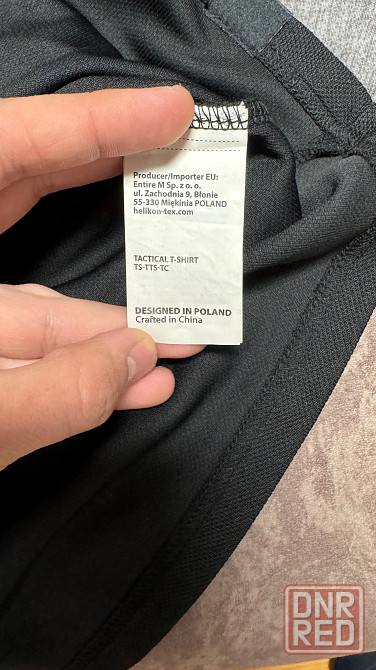 Producer/Importer EU:
Entire M Sp. z o. o.
ul. Zachodnia 9, Błonie
55-330 Miękinia POLAND
helikon-tex.com
TACTICAL T-SHIRT
TS-TTS-TC
DESIGNED IN POLAND
Crafted in China
DNR
RED